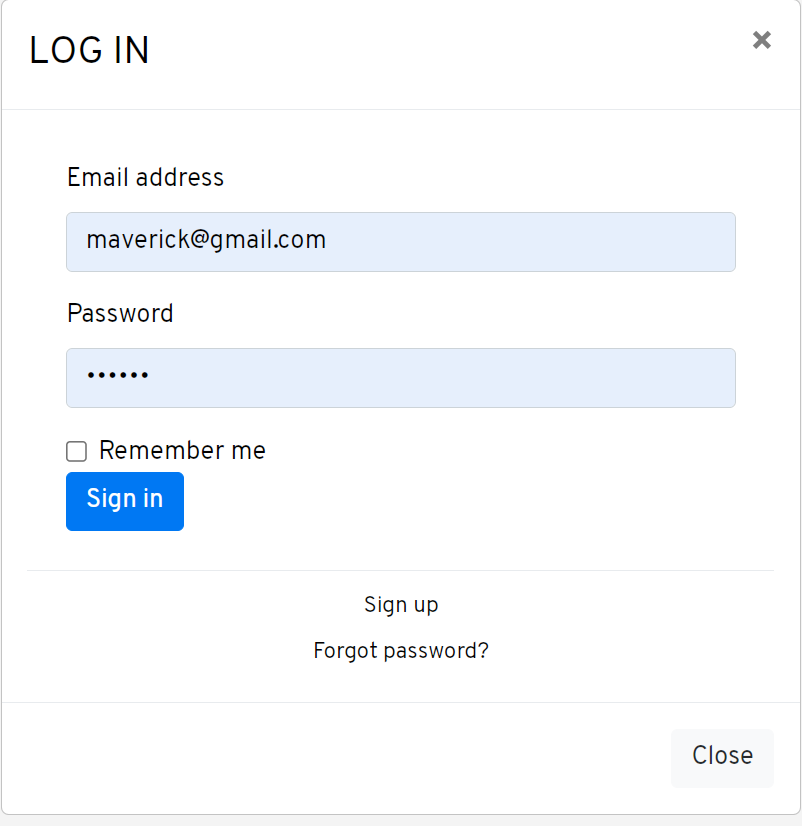 LOG IN
×
Email address
maverick@gmail.com
Password
••••••
Remember me
Sign in
Sign up
Forgot password?
Close